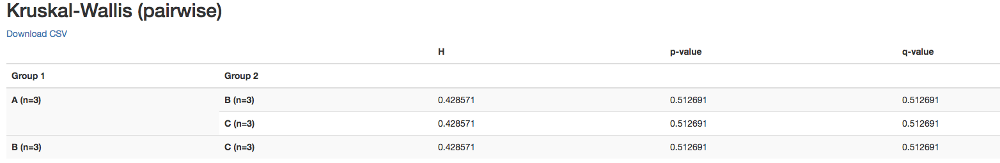 Kruskal-Wallis (pairwise)
Download CSV
H p-value q-value
Group 1 Group 2
A (n=3) B (n=3) 0.428571 0.512691 0.512691
C (n=3) 0.428571 0.512691 0.512691
B (n=3) C (n=3) 0.428571 0.512691 0.512691